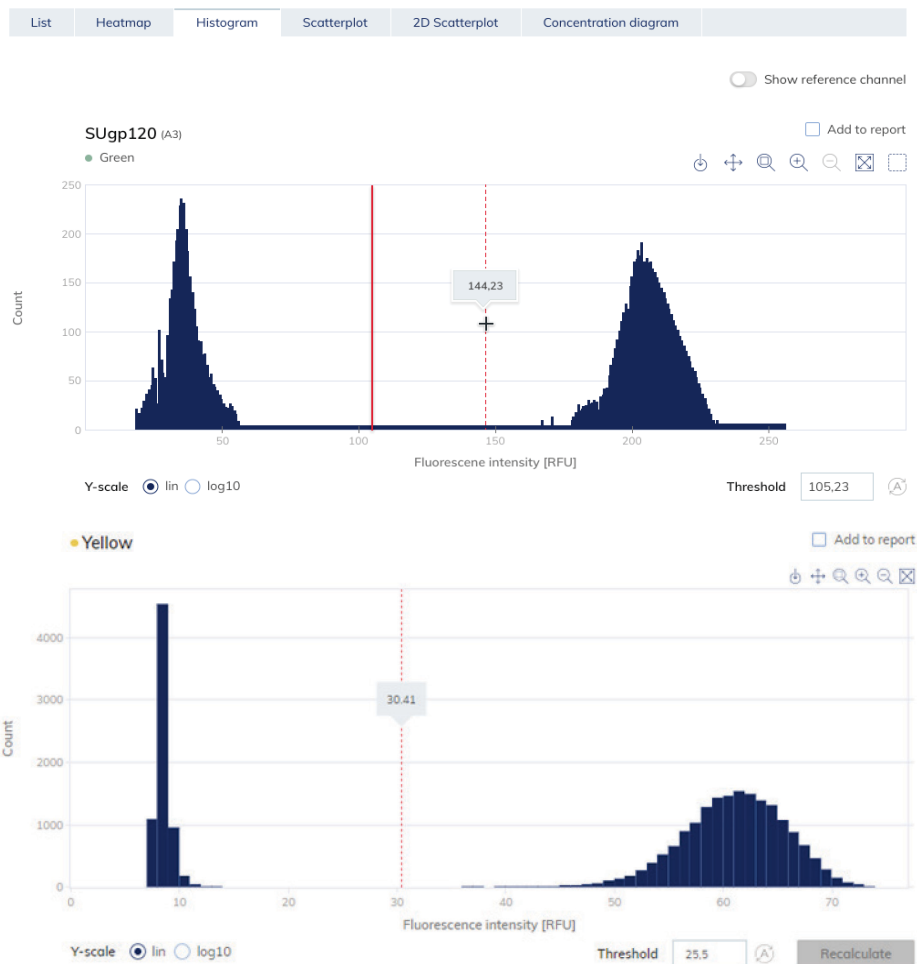 List Heatmap Histogram Scatterplot 2D Scatterplot Concentration diagram
Show reference channel
SUgp120 (A3)
Add to report
Green
250
200
150
100
50
0
Count
144,23
50 100 150 200 250
Fluorescene intensity [RFU]
Y-scale lin log10
Threshold 105,23 A
Yellow
Add to report
4000
3000
2000
1000
0
Count
30.41
0 10 20 30 40 50 60 70
Fluorescence intensity [RFU]
Y-scale lin log10
Threshold 25,5 A Recalculate